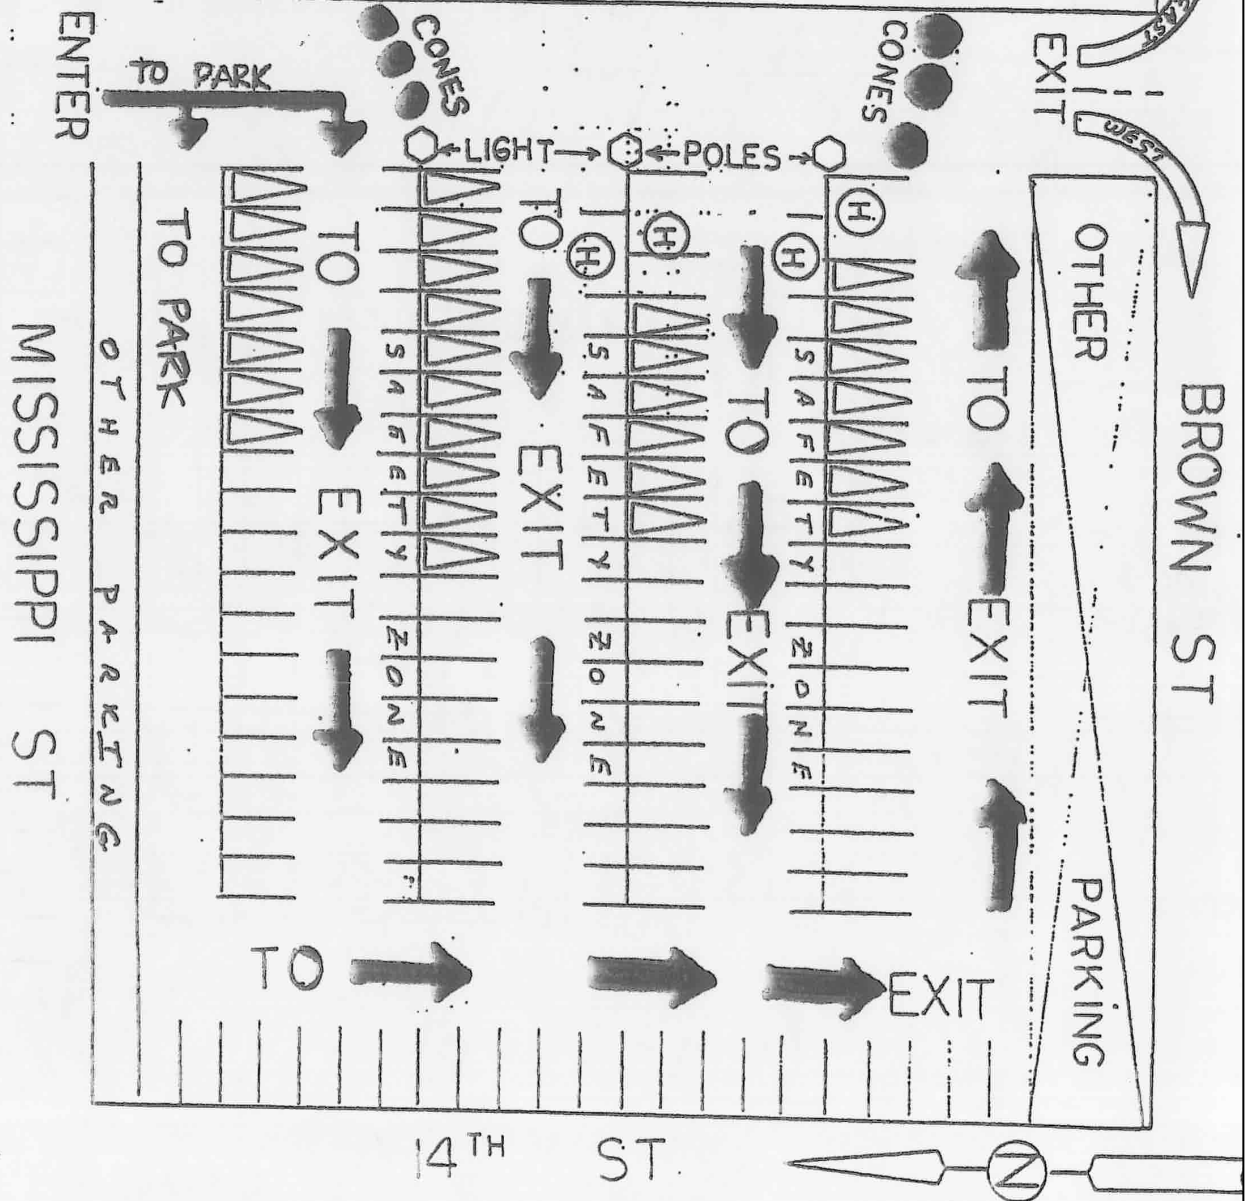 EAST
EXIT
WEST
CONES
CONES
ENTER
TO PARK
LIGHT
POLES
H
H
H
H
TO PARK
TO EXIT
TO EXIT
TO EXIT
TO EXIT
SAFETY ZONE
SAFETY ZONE
SAFETY ZONE
OTHER PARKING
OTHER PARKING
MISSISSIPPI ST
BROWN ST
TO EXIT
14TH ST.
N